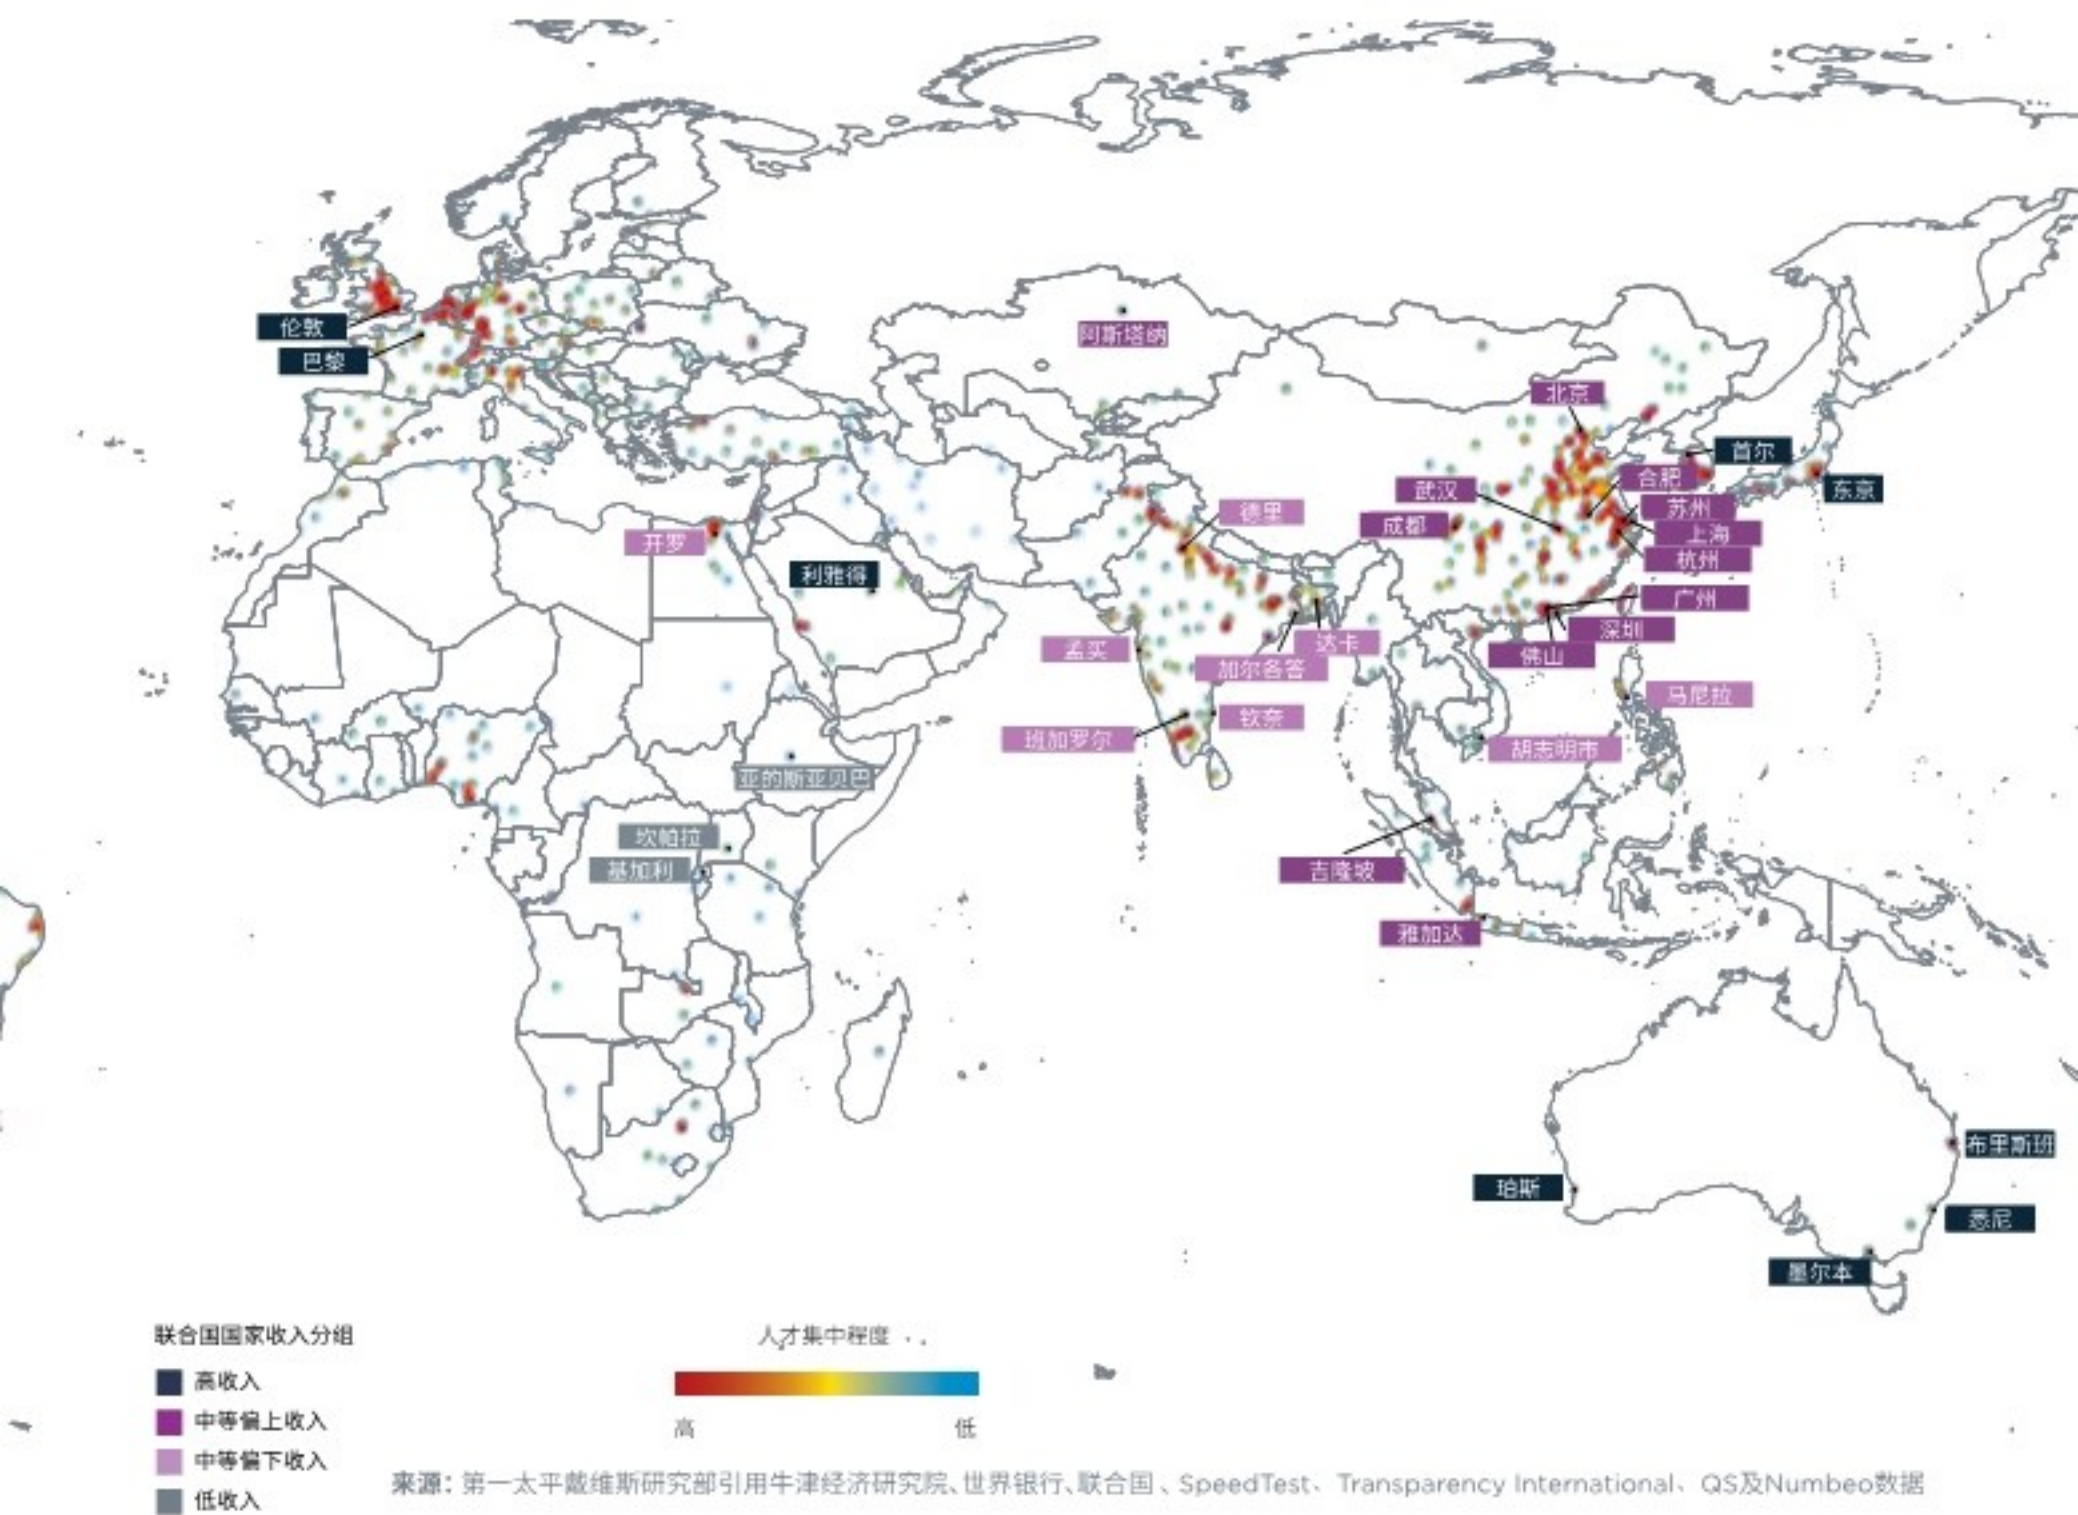 伦敦
巴黎
阿斯塔纳
北京
首尔
合肥
东京
武汉
苏州
德里
成都
上海
开罗
杭州
利雅得
广州
深圳
达卡
孟买
佛山
加尔各答
马尼拉
钦奈
班加罗尔
胡志明市
亚的斯亚贝巴
坎帕拉
基加利
吉隆坡
雅加达
布里斯班
珀斯
悉尼
墨尔本
联合国国家收入分组
高收入
中等偏上收入
中等偏下收入
低收入
人才集中程度
高 低
来源：第一太平戴维斯研究部引用牛津经济研究院、世界银行、联合国、SpeedTest、Transparency International、QS及Numbeo数据